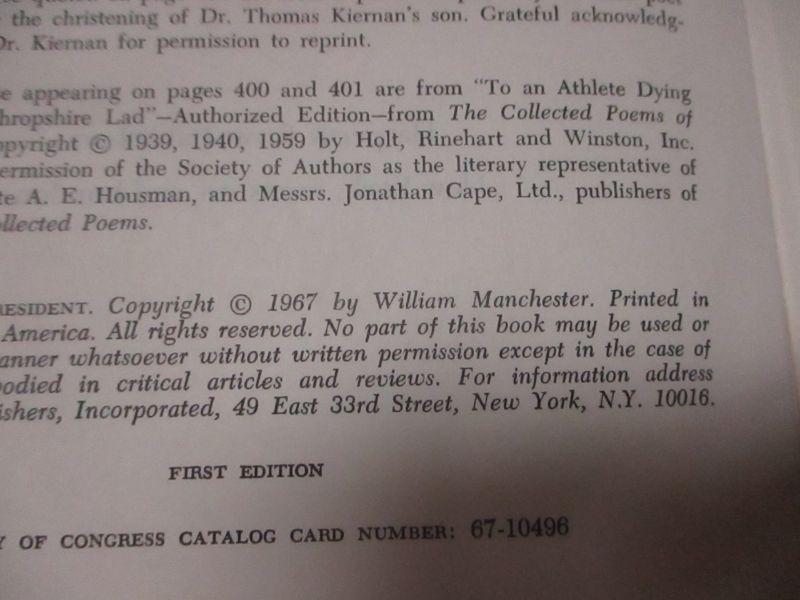 the christening of Dr. Thomas Kiernan's son. Grateful acknowledg-
Dr. Kiernan for permission to reprint.
e appearing on pages 400 and 401 are from "To an Athlete Dying
hropshire Lad"—Authorized Edition—from The Collected Poems of
opyright © 1939, 1940, 1959 by Holt, Rinehart and Winston, Inc.
ermission of the Society of Authors as the literary representative of
te A. E. Housman, and Messrs. Jonathan Cape, Ltd., publishers of
ollected Poems.
RESIDENT. Copyright © 1967 by William Manchester. Printed in
America. All rights reserved. No part of this book may be used or
anner whatsoever without written permission except in the case of
bodied in critical articles and reviews. For information address
ishers, Incorporated, 49 East 33rd Street, New York, N.Y. 10016.
FIRST EDITION
Y OF CONGRESS CATALOG CARD NUMBER: 67-10496